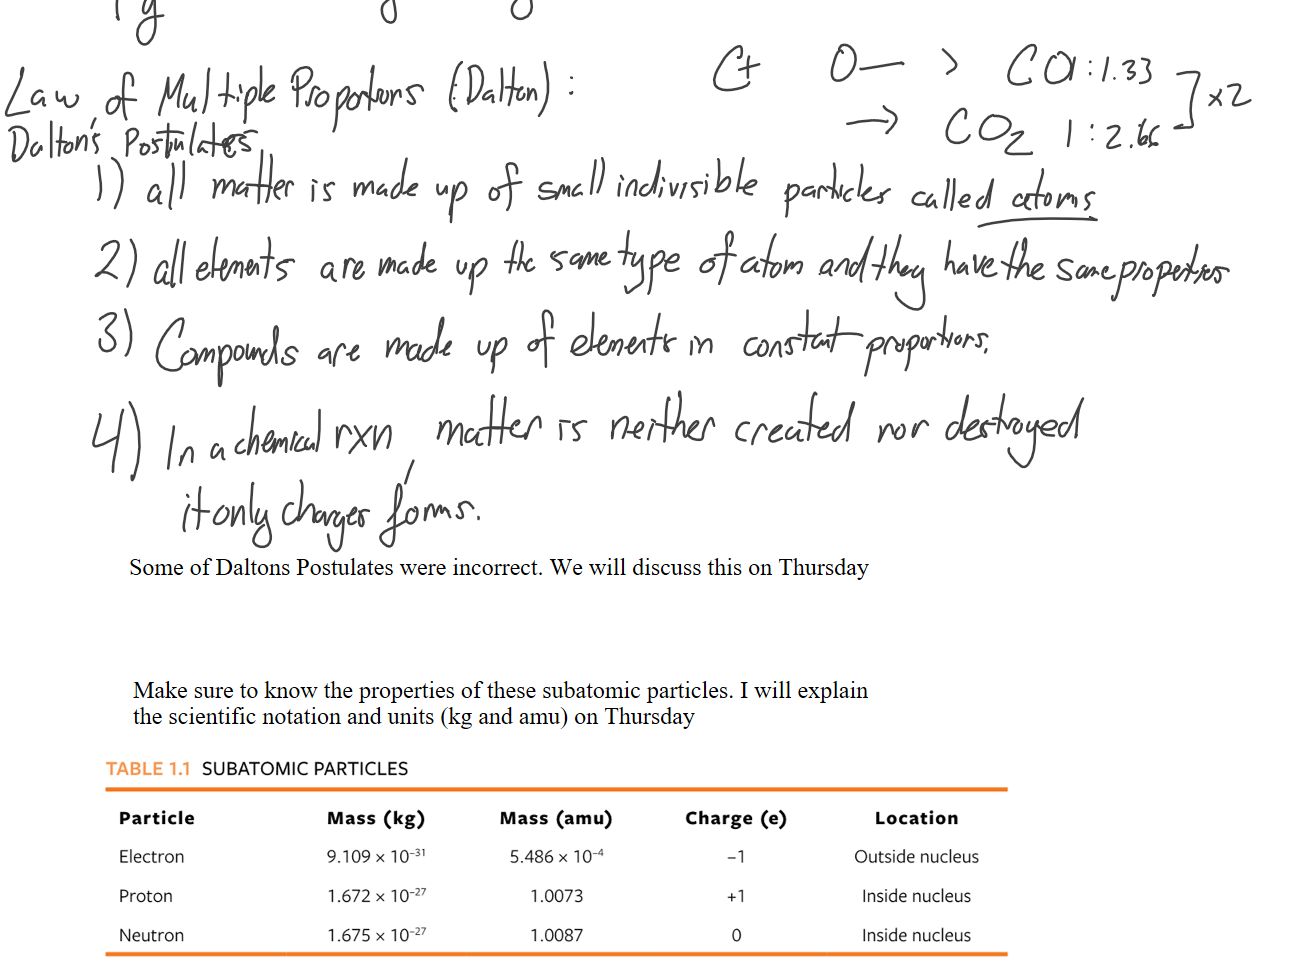 Law of Multiple Proportions (Dalton) :
C + O —> CO 1:1.33
→ CO2 1:2.66 ] x2
Dalton's Postulates
1) all matter is made up of small indivisible particles called atoms
2) all elements are made up the same type of atom and they have the same properties
3) Compounds are made up of elements in constant proportions.
4) In a chemical rxn, matter is neither created nor destroyed
it only changes forms.
Some of Daltons Postulates were incorrect. We will discuss this on Thursday
Make sure to know the properties of these subatomic particles. I will explain
the scientific notation and units (kg and amu) on Thursday
TABLE 1.1 SUBATOMIC PARTICLES
Particle Mass (kg) Mass (amu) Charge (e) Location
Electron 9.109 × 10⁻³¹ 5.486 × 10⁻⁴ −1 Outside nucleus
Proton 1.672 × 10⁻²⁷ 1.0073 +1 Inside nucleus
Neutron 1.675 × 10⁻²⁷ 1.0087 0 Inside nucleus